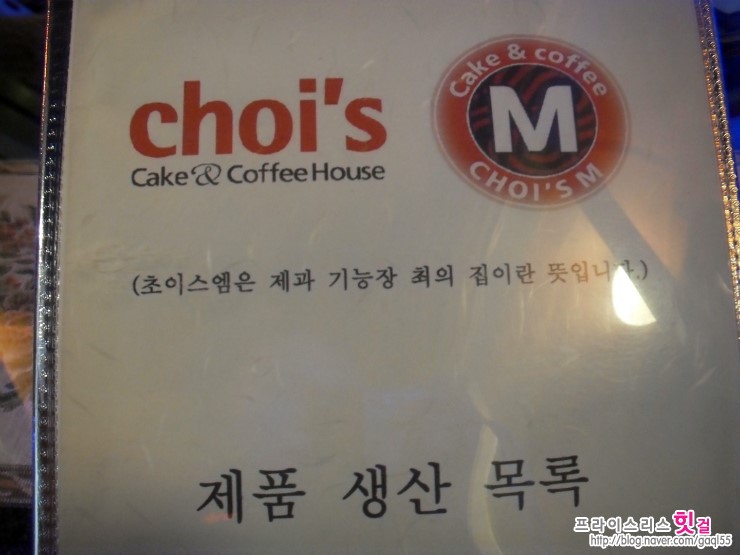 choi's
Cake & Coffee House
Cake & coffee
M
CHOI'S M
(초이스엠은 제과 기능장 최의 집이란 뜻입니다.)
제품 생산 목록
프라이스리스힛걸
http://blog.naver.com/gaql55